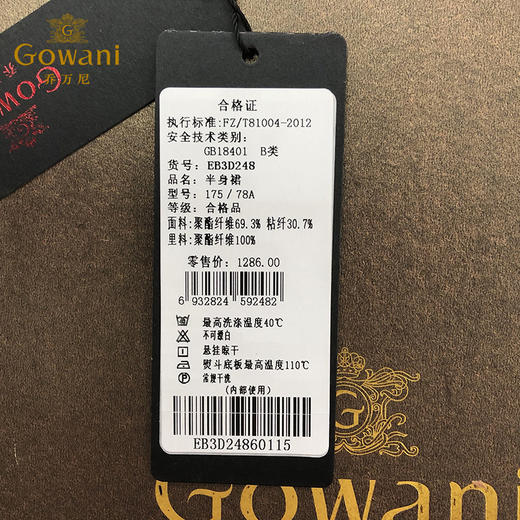 Gowani
乔万尼
合格证
执行标准:FZ/T81004-2012
安全技术类别:
GB18401 B类
货号: EB3D248
品名: 半身裙
型号: 175/78A
等级: 合格品
面料:聚酯纤维69.3% 粘纤30.7%
里料:聚酯纤维100%
零售价: 1286.00
6 932824 592482
最高洗涤温度40℃
不可漂白
悬挂晾干
熨斗底板最高温度110℃
常规干洗
(内部使用)
EB3D24860115
G
Gowani